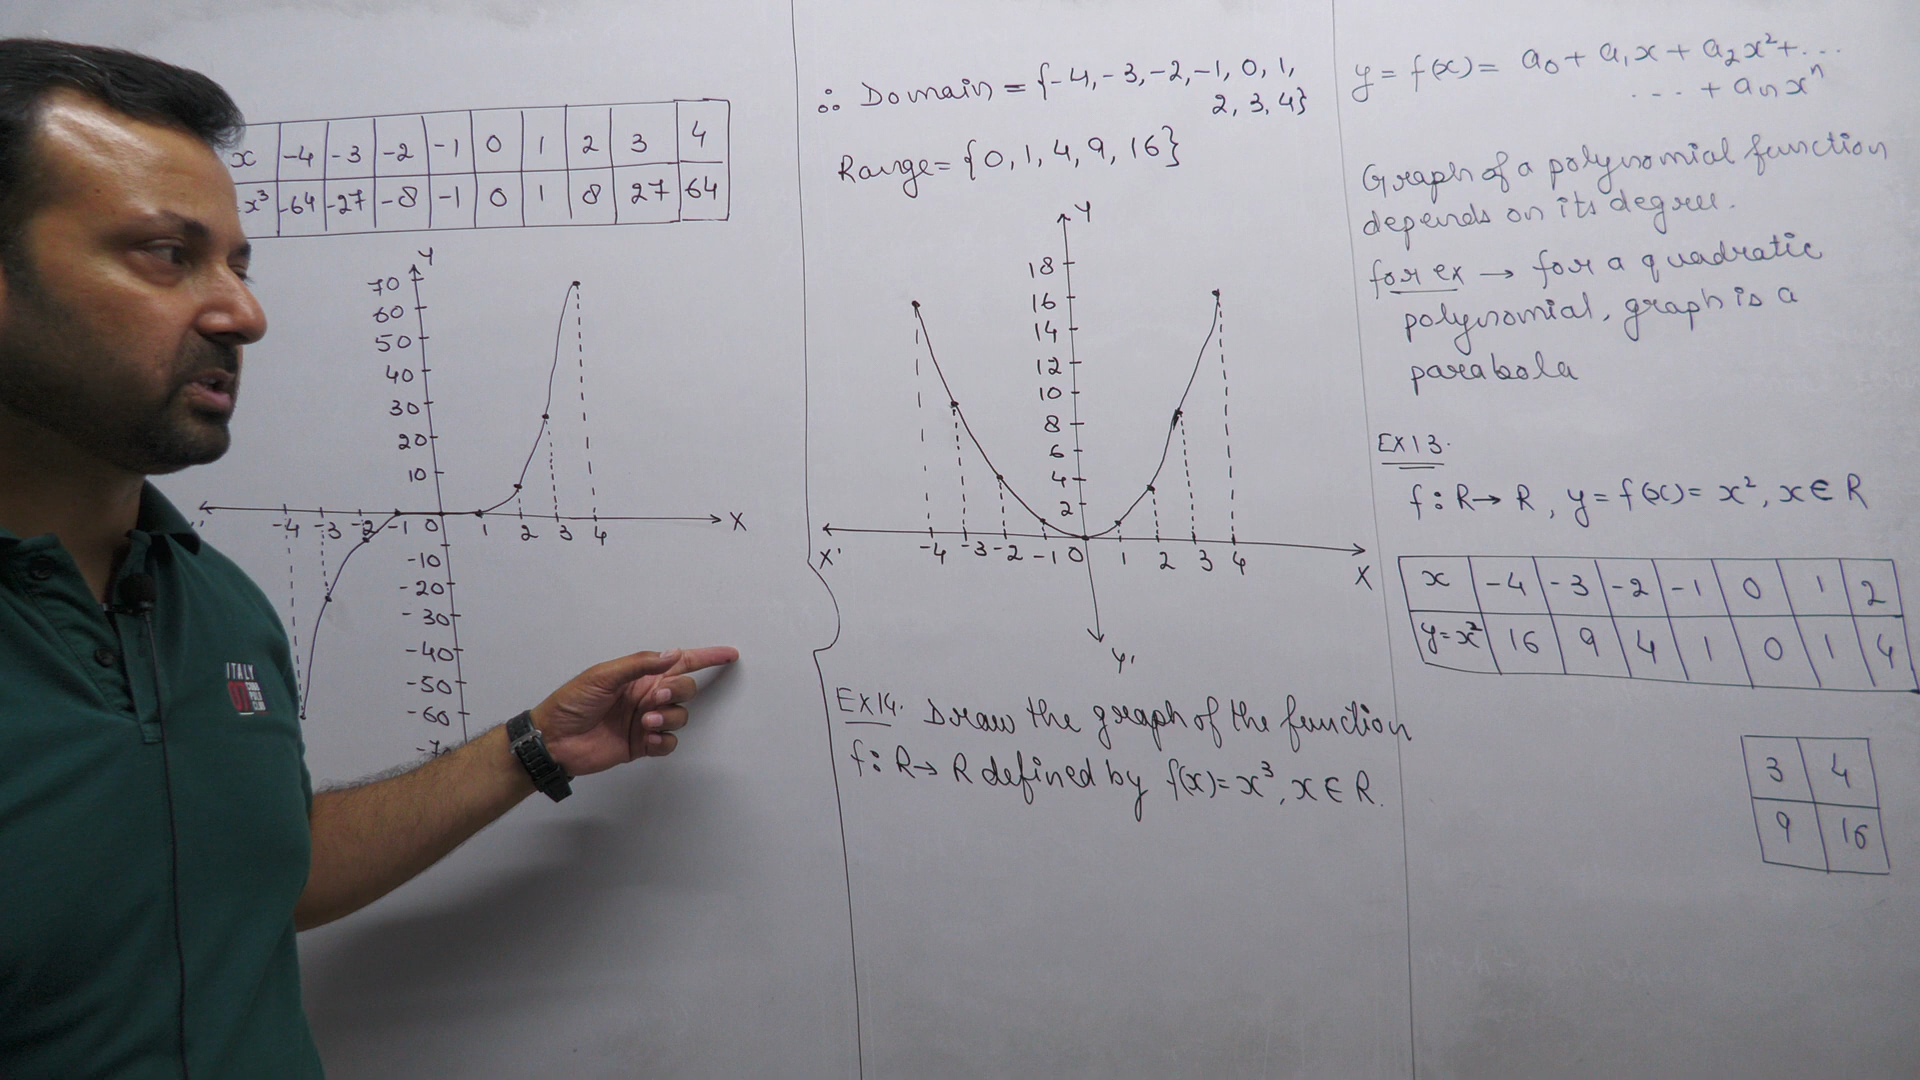 x -4 -3 -2 -1 0 1 2 3 4
x³ -64 -27 -8 -1 0 1 8 27 64
Y
70
60
50
40
30
20
10
-4 -3 -2 -1 0 1 2 3 4 X
-10
-20
-30
-40
-50
-60
ITALY
∴ Domain = {-4, -3, -2, -1, 0, 1,
2, 3, 4}
Range = {0, 1, 4, 9, 16}
Y
18
16
14
12
10
8
6
4
2
X' -4 -3 -2 -1 0 1 2 3 4 X
Y'
Ex14. Draw the graph of the function
f: R→ R defined by f(x) = x³, x ∈ R.
y = f(x) = a₀ + a₁x + a₂x² + ...
... + aₙxⁿ
Graph of a polynomial function
depends on its degree.
for ex → for a quadratic
polynomial, graph is a
parabola
EX13.
f: R→ R, y = f(x) = x², x ∈ R
x -4 -3 -2 -1 0 1 2
y=x² 16 9 4 1 0 1 4
3 4
9 16